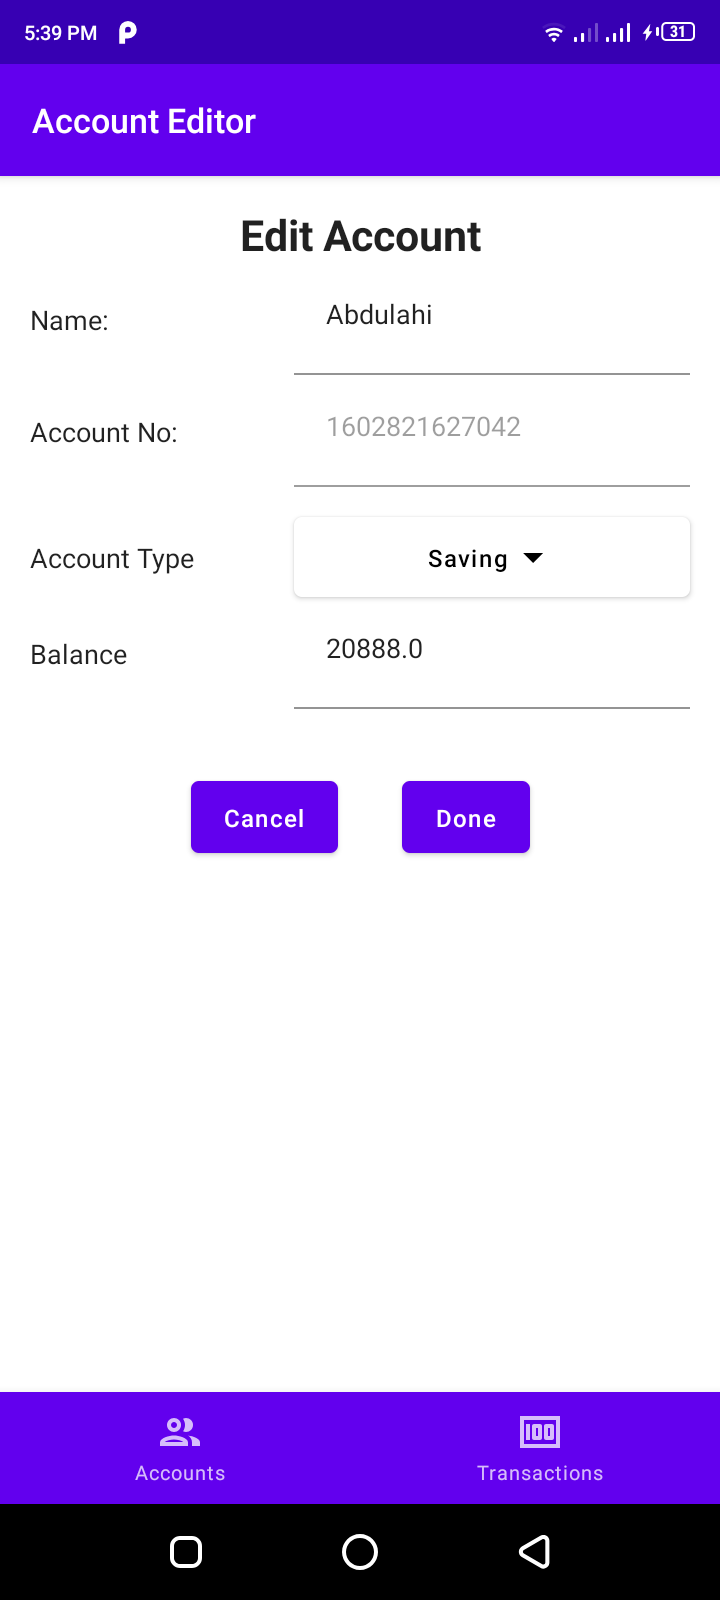 5:39 PM
31
Account Editor
Edit Account
Name: Abdulahi
Account No: 1602821627042
Account Type Saving
Balance 20888.0
Cancel Done
100
Accounts Transactions